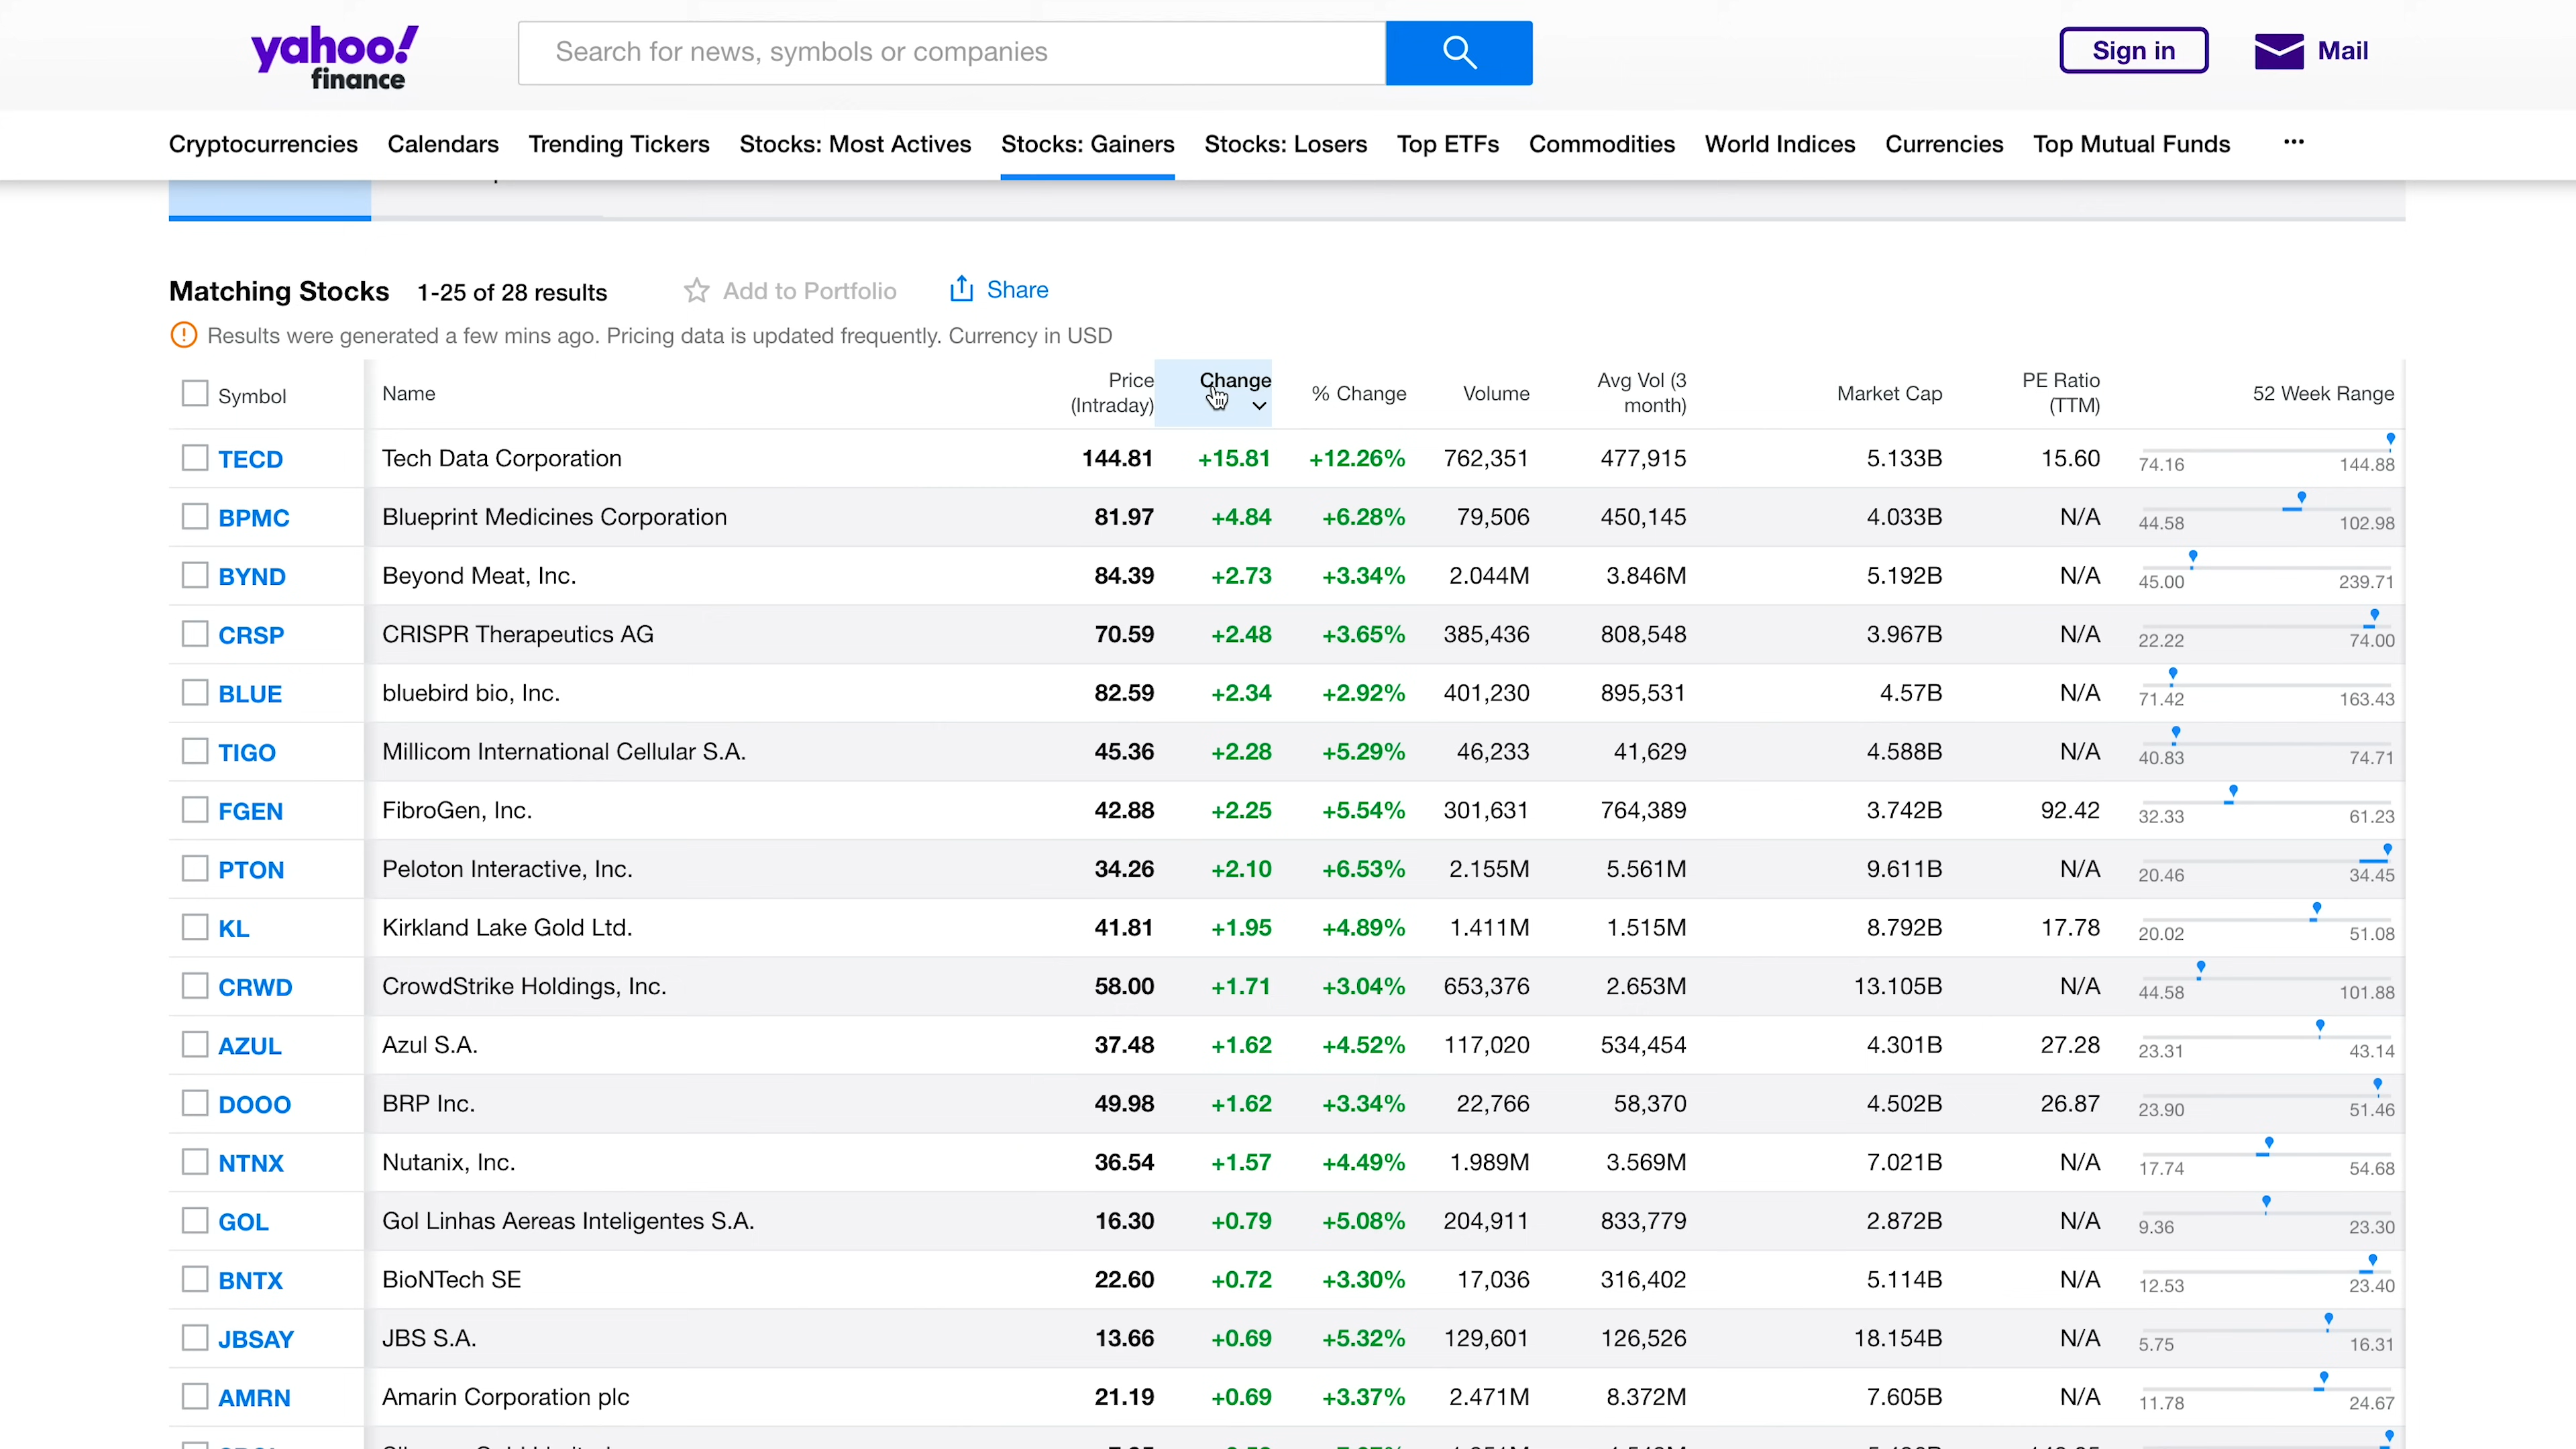 yahoo! finance
Search for news, symbols or companies
Sign in
Mail
Cryptocurrencies Calendars Trending Tickers Stocks: Most Actives Stocks: Gainers Stocks: Losers Top ETFs Commodities World Indices Currencies Top Mutual Funds ...
Matching Stocks 1-25 of 28 results Add to Portfolio Share
Results were generated a few mins ago. Pricing data is updated frequently. Currency in USD
Symbol Name Price (Intraday) Change % Change Volume Avg Vol (3 month) Market Cap PE Ratio (TTM) 52 Week Range
TECD Tech Data Corporation 144.81 +15.81 +12.26% 762,351 477,915 5.133B 15.60 74.16 144.88
BPMC Blueprint Medicines Corporation 81.97 +4.84 +6.28% 79,506 450,145 4.033B N/A 44.58 102.98
BYND Beyond Meat, Inc. 84.39 +2.73 +3.34% 2.044M 3.846M 5.192B N/A 45.00 239.71
CRSP CRISPR Therapeutics AG 70.59 +2.48 +3.65% 385,436 808,548 3.967B N/A 22.22 74.00
BLUE bluebird bio, Inc. 82.59 +2.34 +2.92% 401,230 895,531 4.57B N/A 71.42 163.43
TIGO Millicom International Cellular S.A. 45.36 +2.28 +5.29% 46,233 41,629 4.588B N/A 40.83 74.71
FGEN FibroGen, Inc. 42.88 +2.25 +5.54% 301,631 764,389 3.742B 92.42 32.33 61.23
PTON Peloton Interactive, Inc. 34.26 +2.10 +6.53% 2.155M 5.561M 9.611B N/A 20.46 34.45
KL Kirkland Lake Gold Ltd. 41.81 +1.95 +4.89% 1.411M 1.515M 8.792B 17.78 20.02 51.08
CRWD CrowdStrike Holdings, Inc. 58.00 +1.71 +3.04% 653,376 2.653M 13.105B N/A 44.58 101.88
AZUL Azul S.A. 37.48 +1.62 +4.52% 117,020 534,454 4.301B 27.28 23.31 43.14
DOOO BRP Inc. 49.98 +1.62 +3.34% 22,766 58,370 4.502B 26.87 23.90 51.46
NTNX Nutanix, Inc. 36.54 +1.57 +4.49% 1.989M 3.569M 7.021B N/A 17.74 54.68
GOL Gol Linhas Aereas Inteligentes S.A. 16.30 +0.79 +5.08% 204,911 833,779 2.872B N/A 9.36 23.30
BNTX BioNTech SE 22.60 +0.72 +3.30% 17,036 316,402 5.114B N/A 12.53 23.40
JBSAY JBS S.A. 13.66 +0.69 +5.32% 129,601 126,526 18.154B N/A 5.75 16.31
AMRN Amarin Corporation plc 21.19 +0.69 +3.37% 2.471M 8.372M 7.605B N/A 11.78 24.67